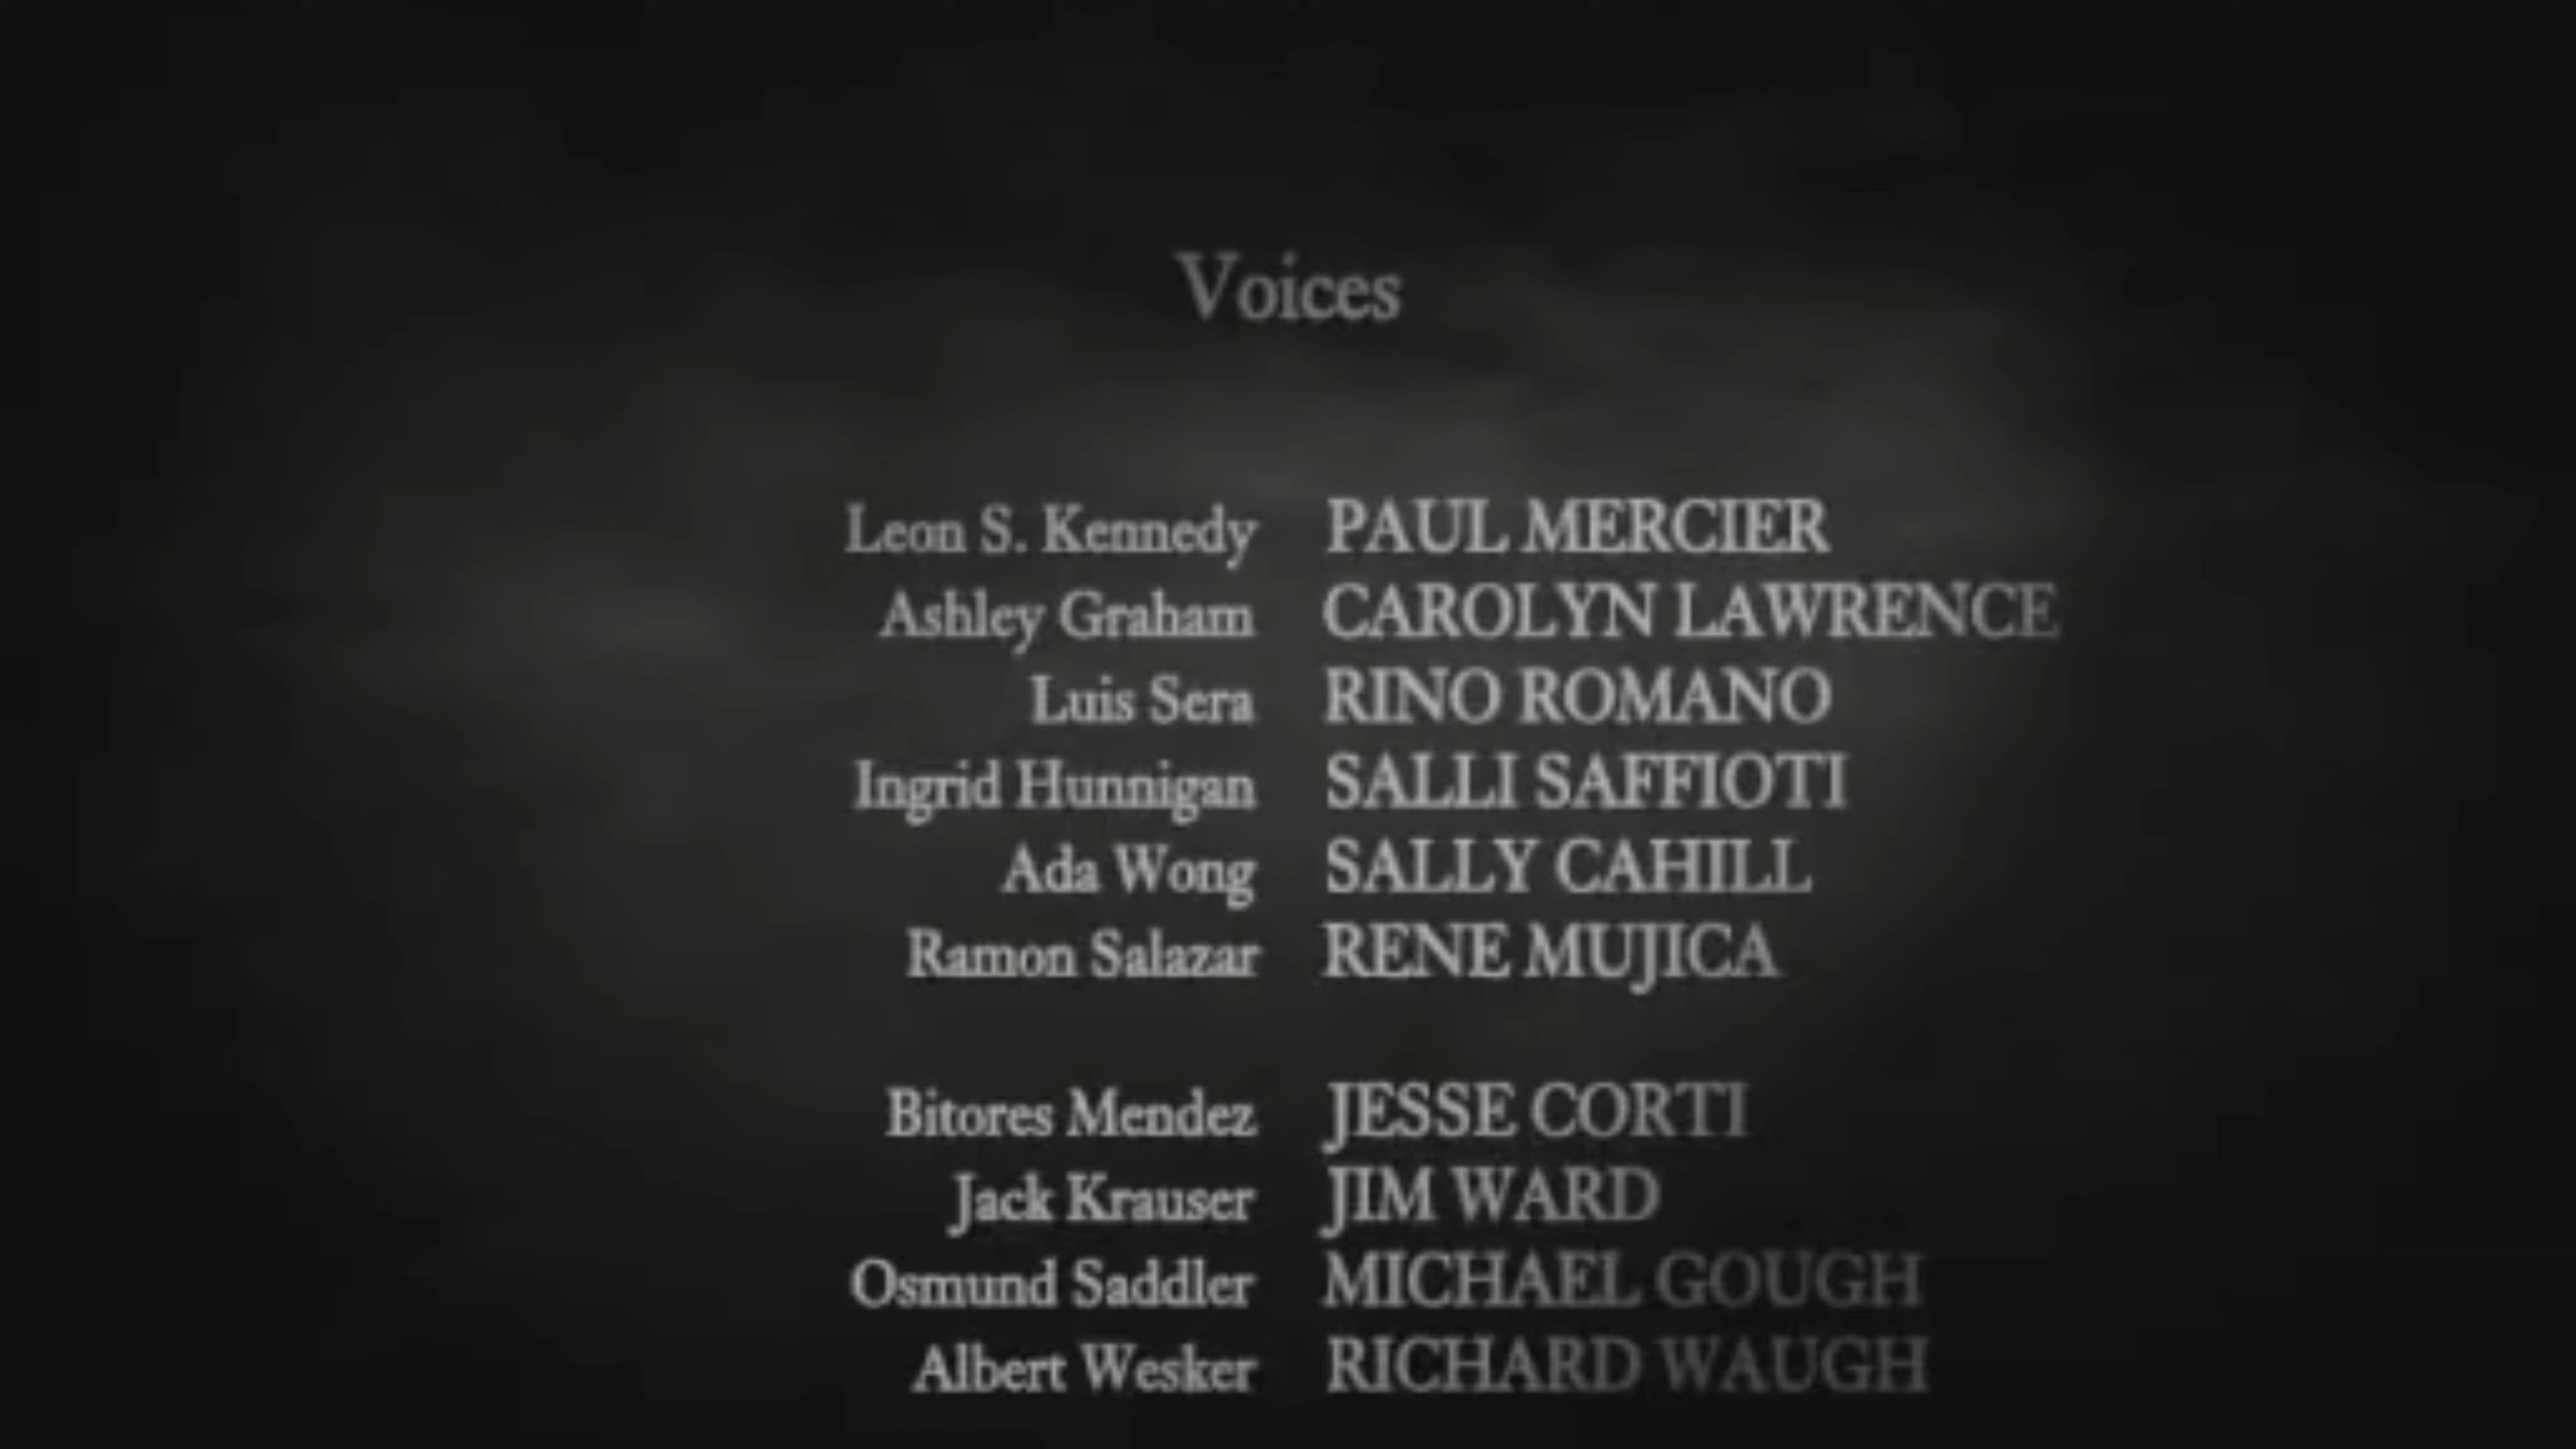 Voices
Leon S. Kennedy PAUL MERCIER
Ashley Graham CAROLYN LAWRENCE
Luis Sera RINO ROMANO
Ingrid Hunnigan SALLI SAFFIOTI
Ada Wong SALLY CAHILL
Ramon Salazar RENE MUJICA
Bitores Mendez JESSE CORTI
Jack Krauser JIM WARD
Osmund Saddler MICHAEL GOUGH
Albert Wesker RICHARD WAUGH